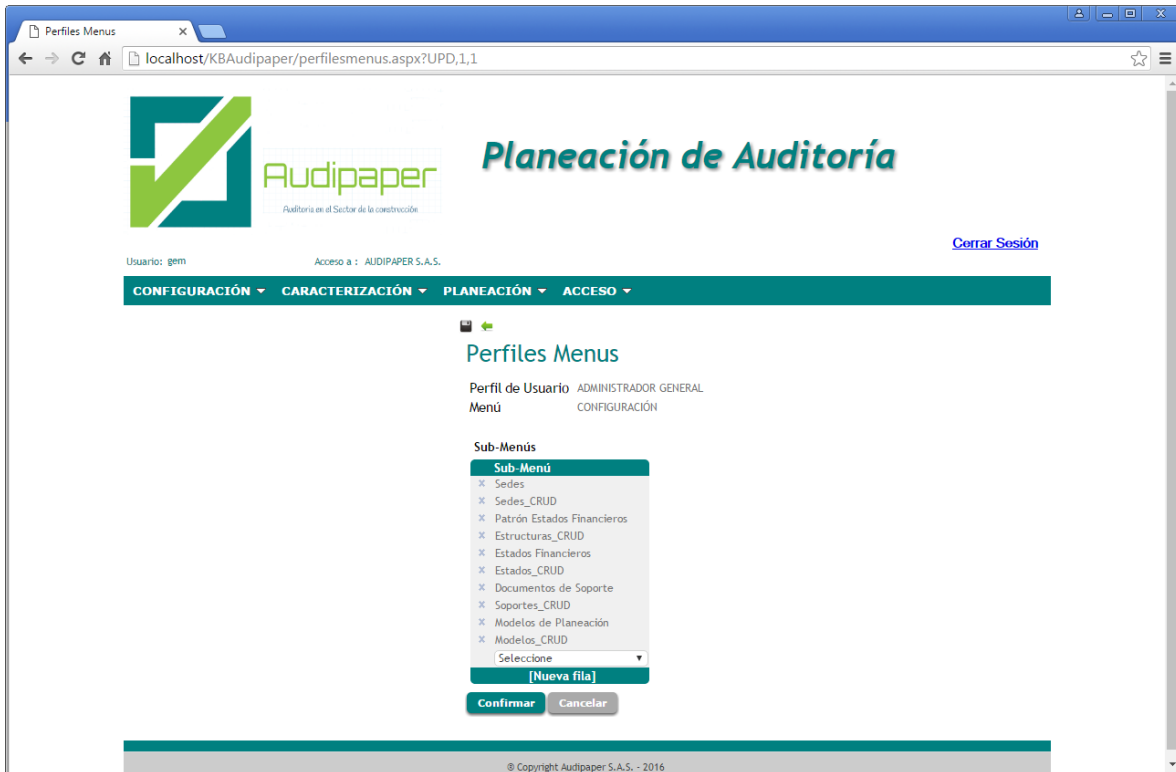 Perfiles Menus
localhost/KBAudipaper/perfilesmenus.aspx?UPD,1,1
Planeación de Auditoría
Audipaper
Auditoria en el Sector de la construcción
Cerrar Sesión
Usuario: gem Acceso a : AUDIPAPER S.A.S.
CONFIGURACIÓN CARACTERIZACIÓN PLANEACIÓN ACCESO
Perfiles Menus
Perfil de Usuario ADMINISTRADOR GENERAL
Menú CONFIGURACIÓN
Sub-Menús
Sub-Menú
x Sedes
x Sedes_CRUD
x Patrón Estados Financieros
x Estructuras_CRUD
x Estados Financieros
x Estados_CRUD
x Documentos de Soporte
x Soportes_CRUD
x Modelos de Planeación
x Modelos_CRUD
Seleccione
[Nueva fila]
Confirmar Cancelar
© Copyright Audipaper S.A.S. - 2016